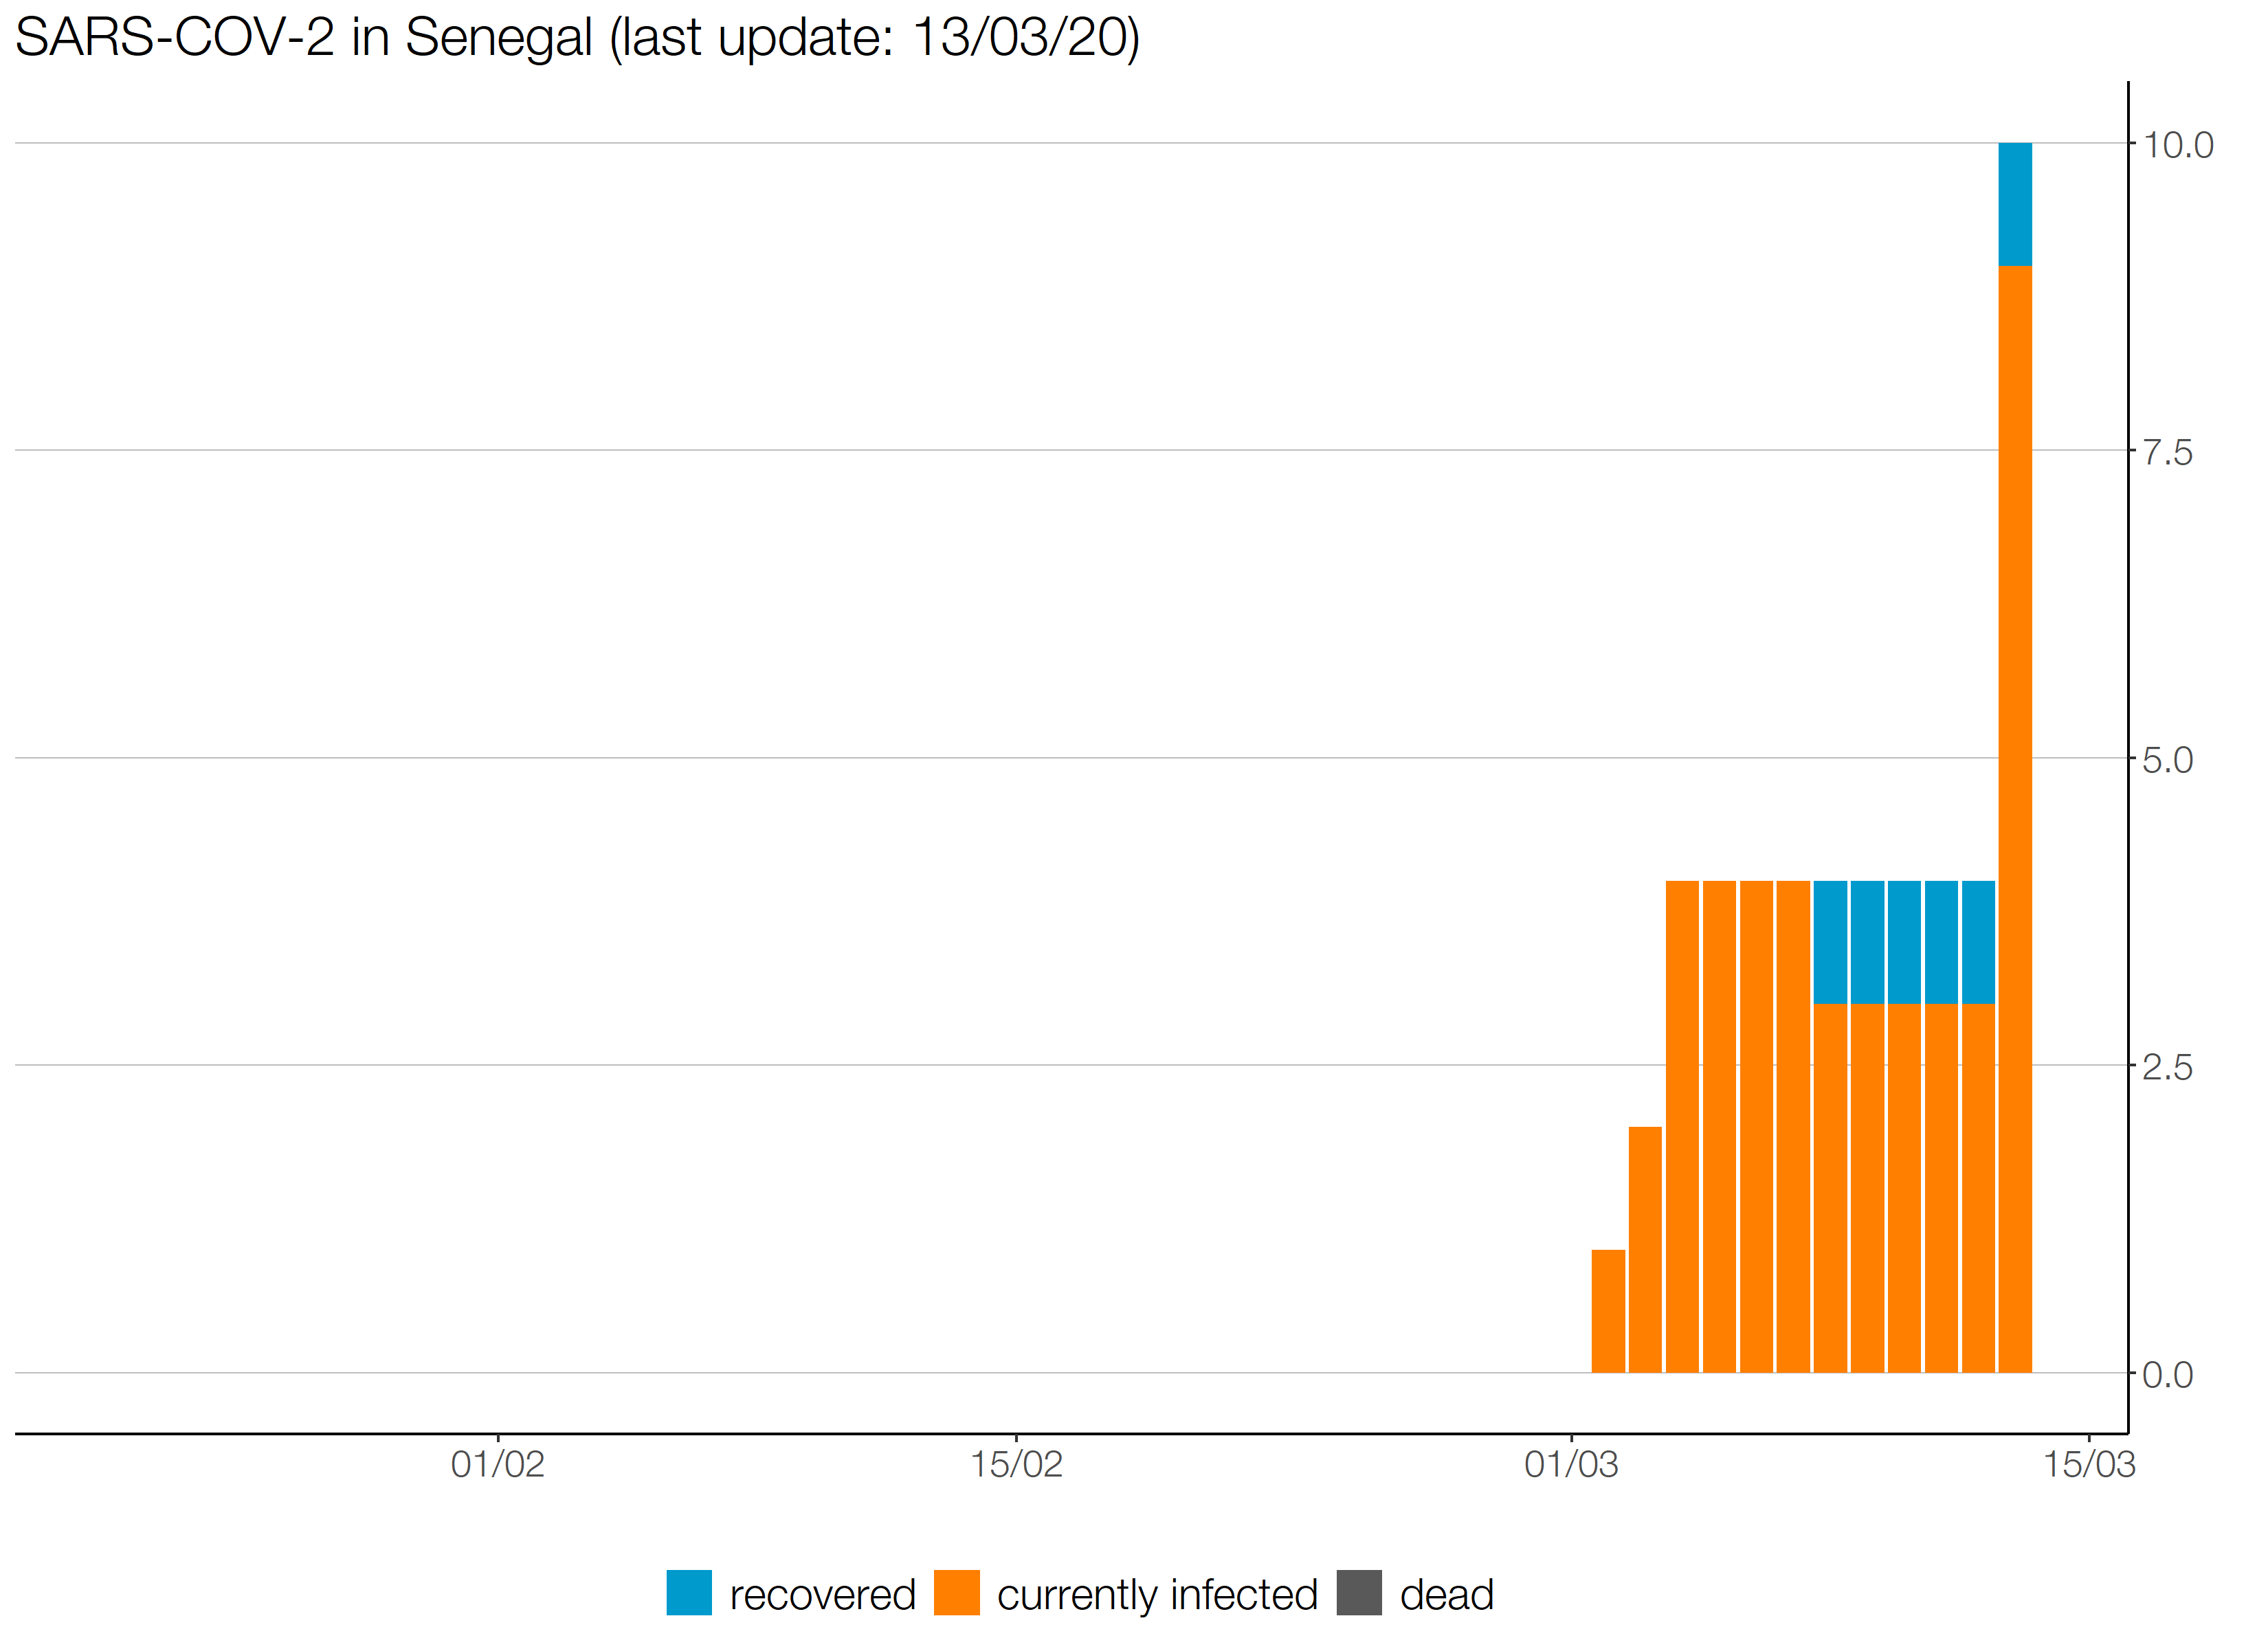 SARS-COV-2 in Senegal (last update: 13/03/20)
10.0
7.5
5.0
2.5
0.0
01/02 15/02 01/03 15/03
recovered currently infected dead